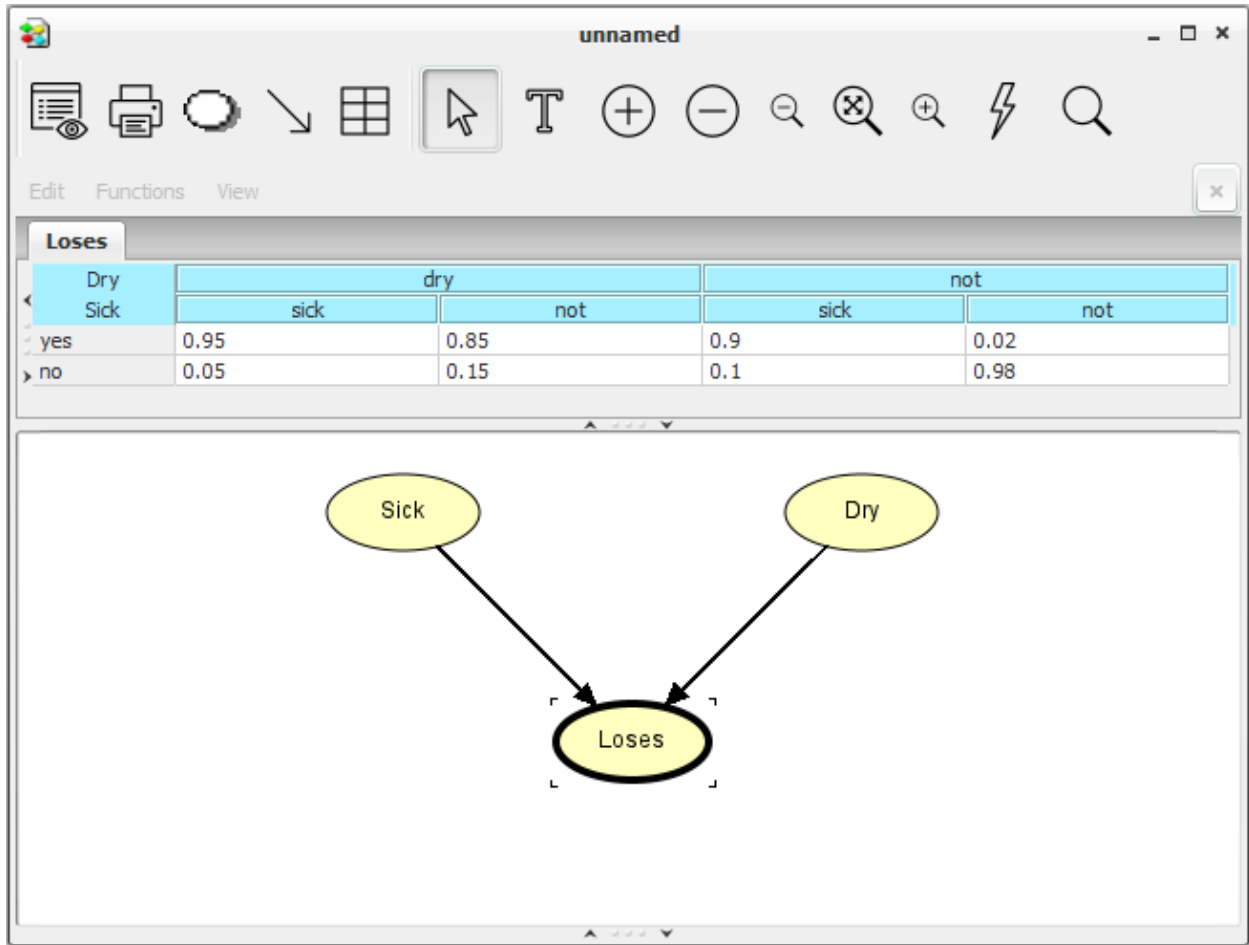 unnamed
Edit Functions View
Loses
Dry dry not
Sick sick not sick not
yes 0.95 0.85 0.9 0.02
no 0.05 0.15 0.1 0.98
Sick Dry
Loses